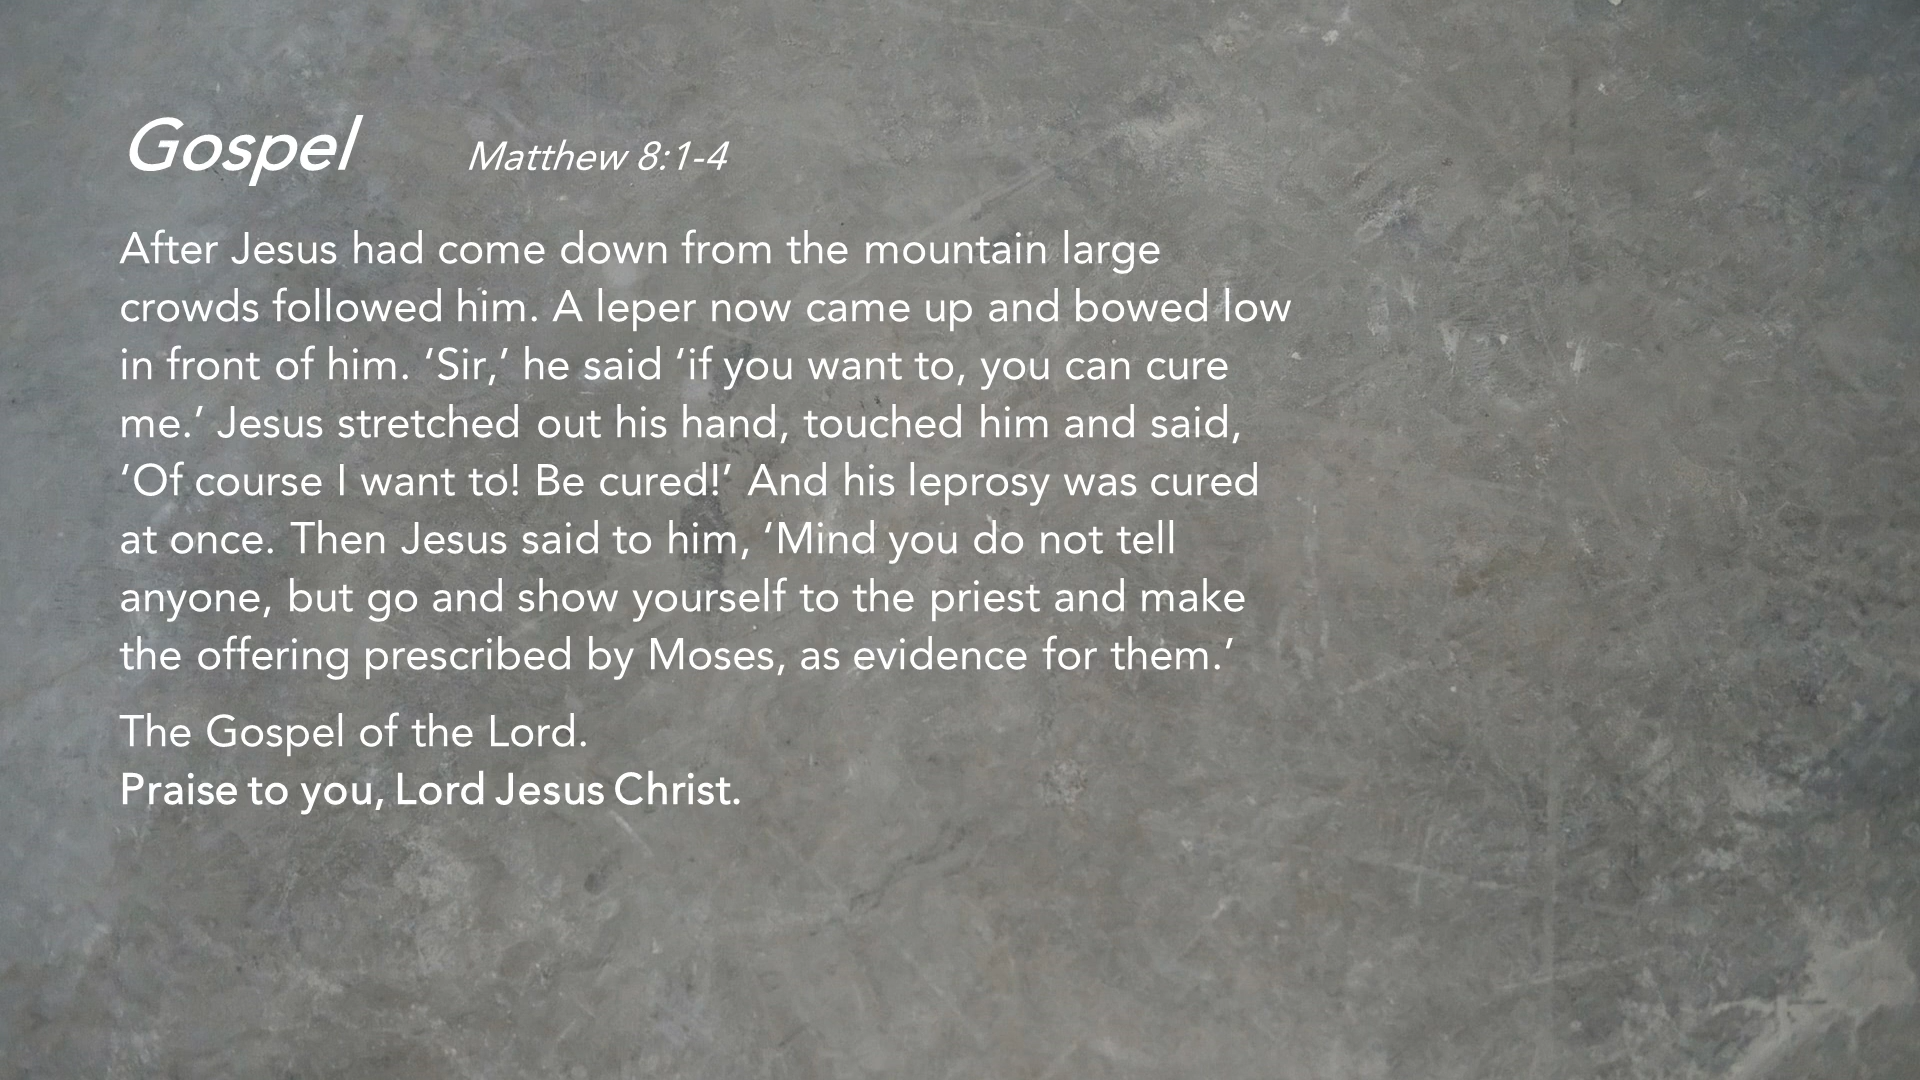 Gospel Matthew 8:1-4
After Jesus had come down from the mountain large
crowds followed him. A leper now came up and bowed low
in front of him. ‘Sir,’ he said ‘if you want to, you can cure
me.’ Jesus stretched out his hand, touched him and said,
‘Of course I want to! Be cured!’ And his leprosy was cured
at once. Then Jesus said to him, ‘Mind you do not tell
anyone, but go and show yourself to the priest and make
the offering prescribed by Moses, as evidence for them.’
The Gospel of the Lord.
Praise to you, Lord Jesus Christ.